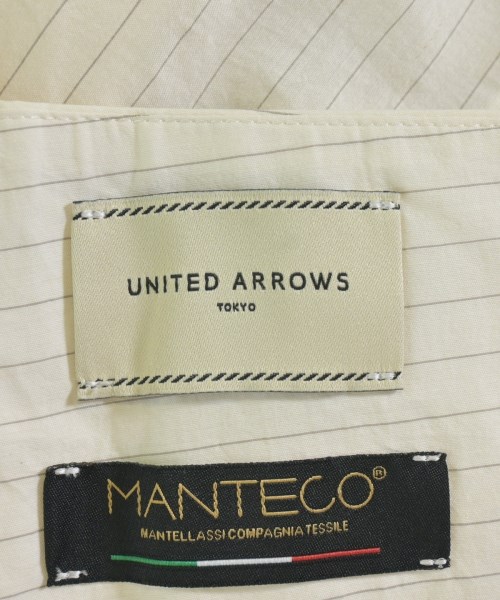 UNITED ARROWS
TOKYO
MANTECO®
MANTELLASSI COMPAGNIA TESSILE